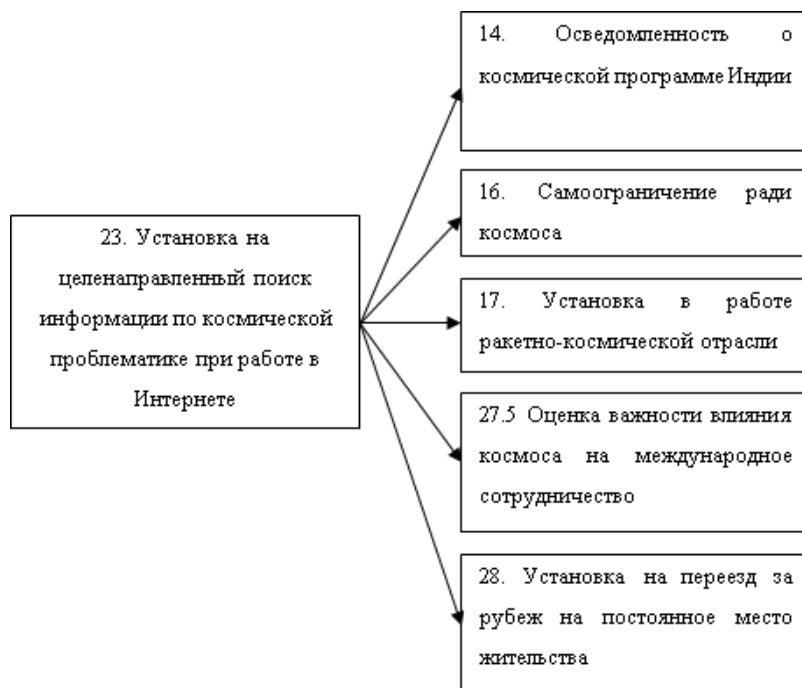 23. Установка на
целенаправленный поиск
информации по космической
проблематике при работе в
Интернете
14. Осведомленность о
космической программе Индии
16. Самоограничение ради
космоса
17. Установка в работе
ракетно-космической отрасли
27.5 Оценка важности влияния
космоса на международное
сотрудничество
28. Установка на переезд за
рубеж на постоянное место
жительства